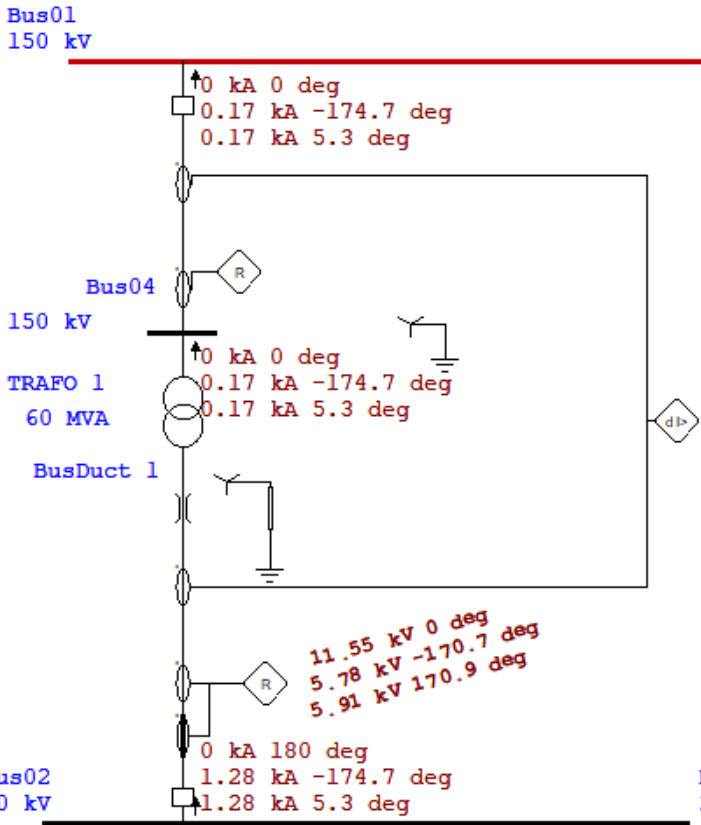 Bus01
150 kV
0 kA 0 deg
0.17 kA -174.7 deg
0.17 kA 5.3 deg
R
Bus04
150 kV
0 kA 0 deg
TRAFO 1
0.17 kA -174.7 deg
60 MVA
0.17 kA 5.3 deg
dI>
BusDuct 1
11.55 kV 0 deg
5.78 kV -170.7 deg
5.91 kV 170.9 deg
R
0 kA 180 deg
us02
1.28 kA -174.7 deg
0 kV
1.28 kA 5.3 deg